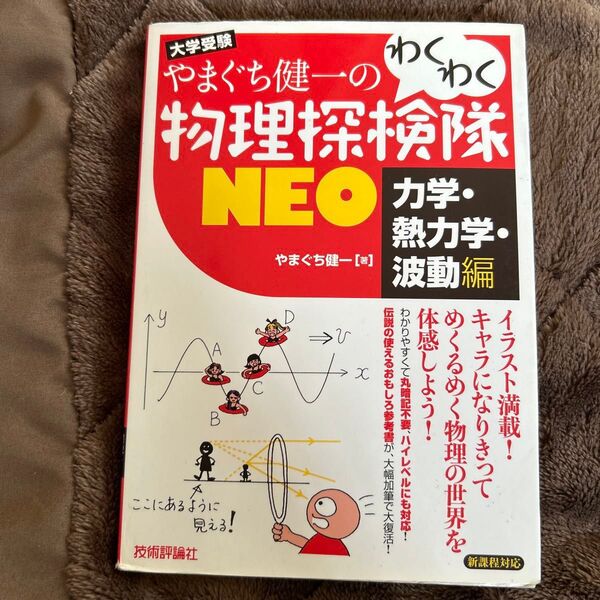 大学受験
やまぐち健一の
わくわく
物理探検隊
NEO
力学・
熱力学・
波動編
やまぐち健一[著]
イラスト満載！
キャラになりきって
めくるめく物理の世界を
体感しよう！
わかりやすくて丸暗記不要、ハイレベルにも対応！
伝説の使えるおもしろ参考書が、大幅加筆で大復活！
y
D
⇒v
A
C
x
B
ここにあるように
見える！
技術評論社
新課程対応